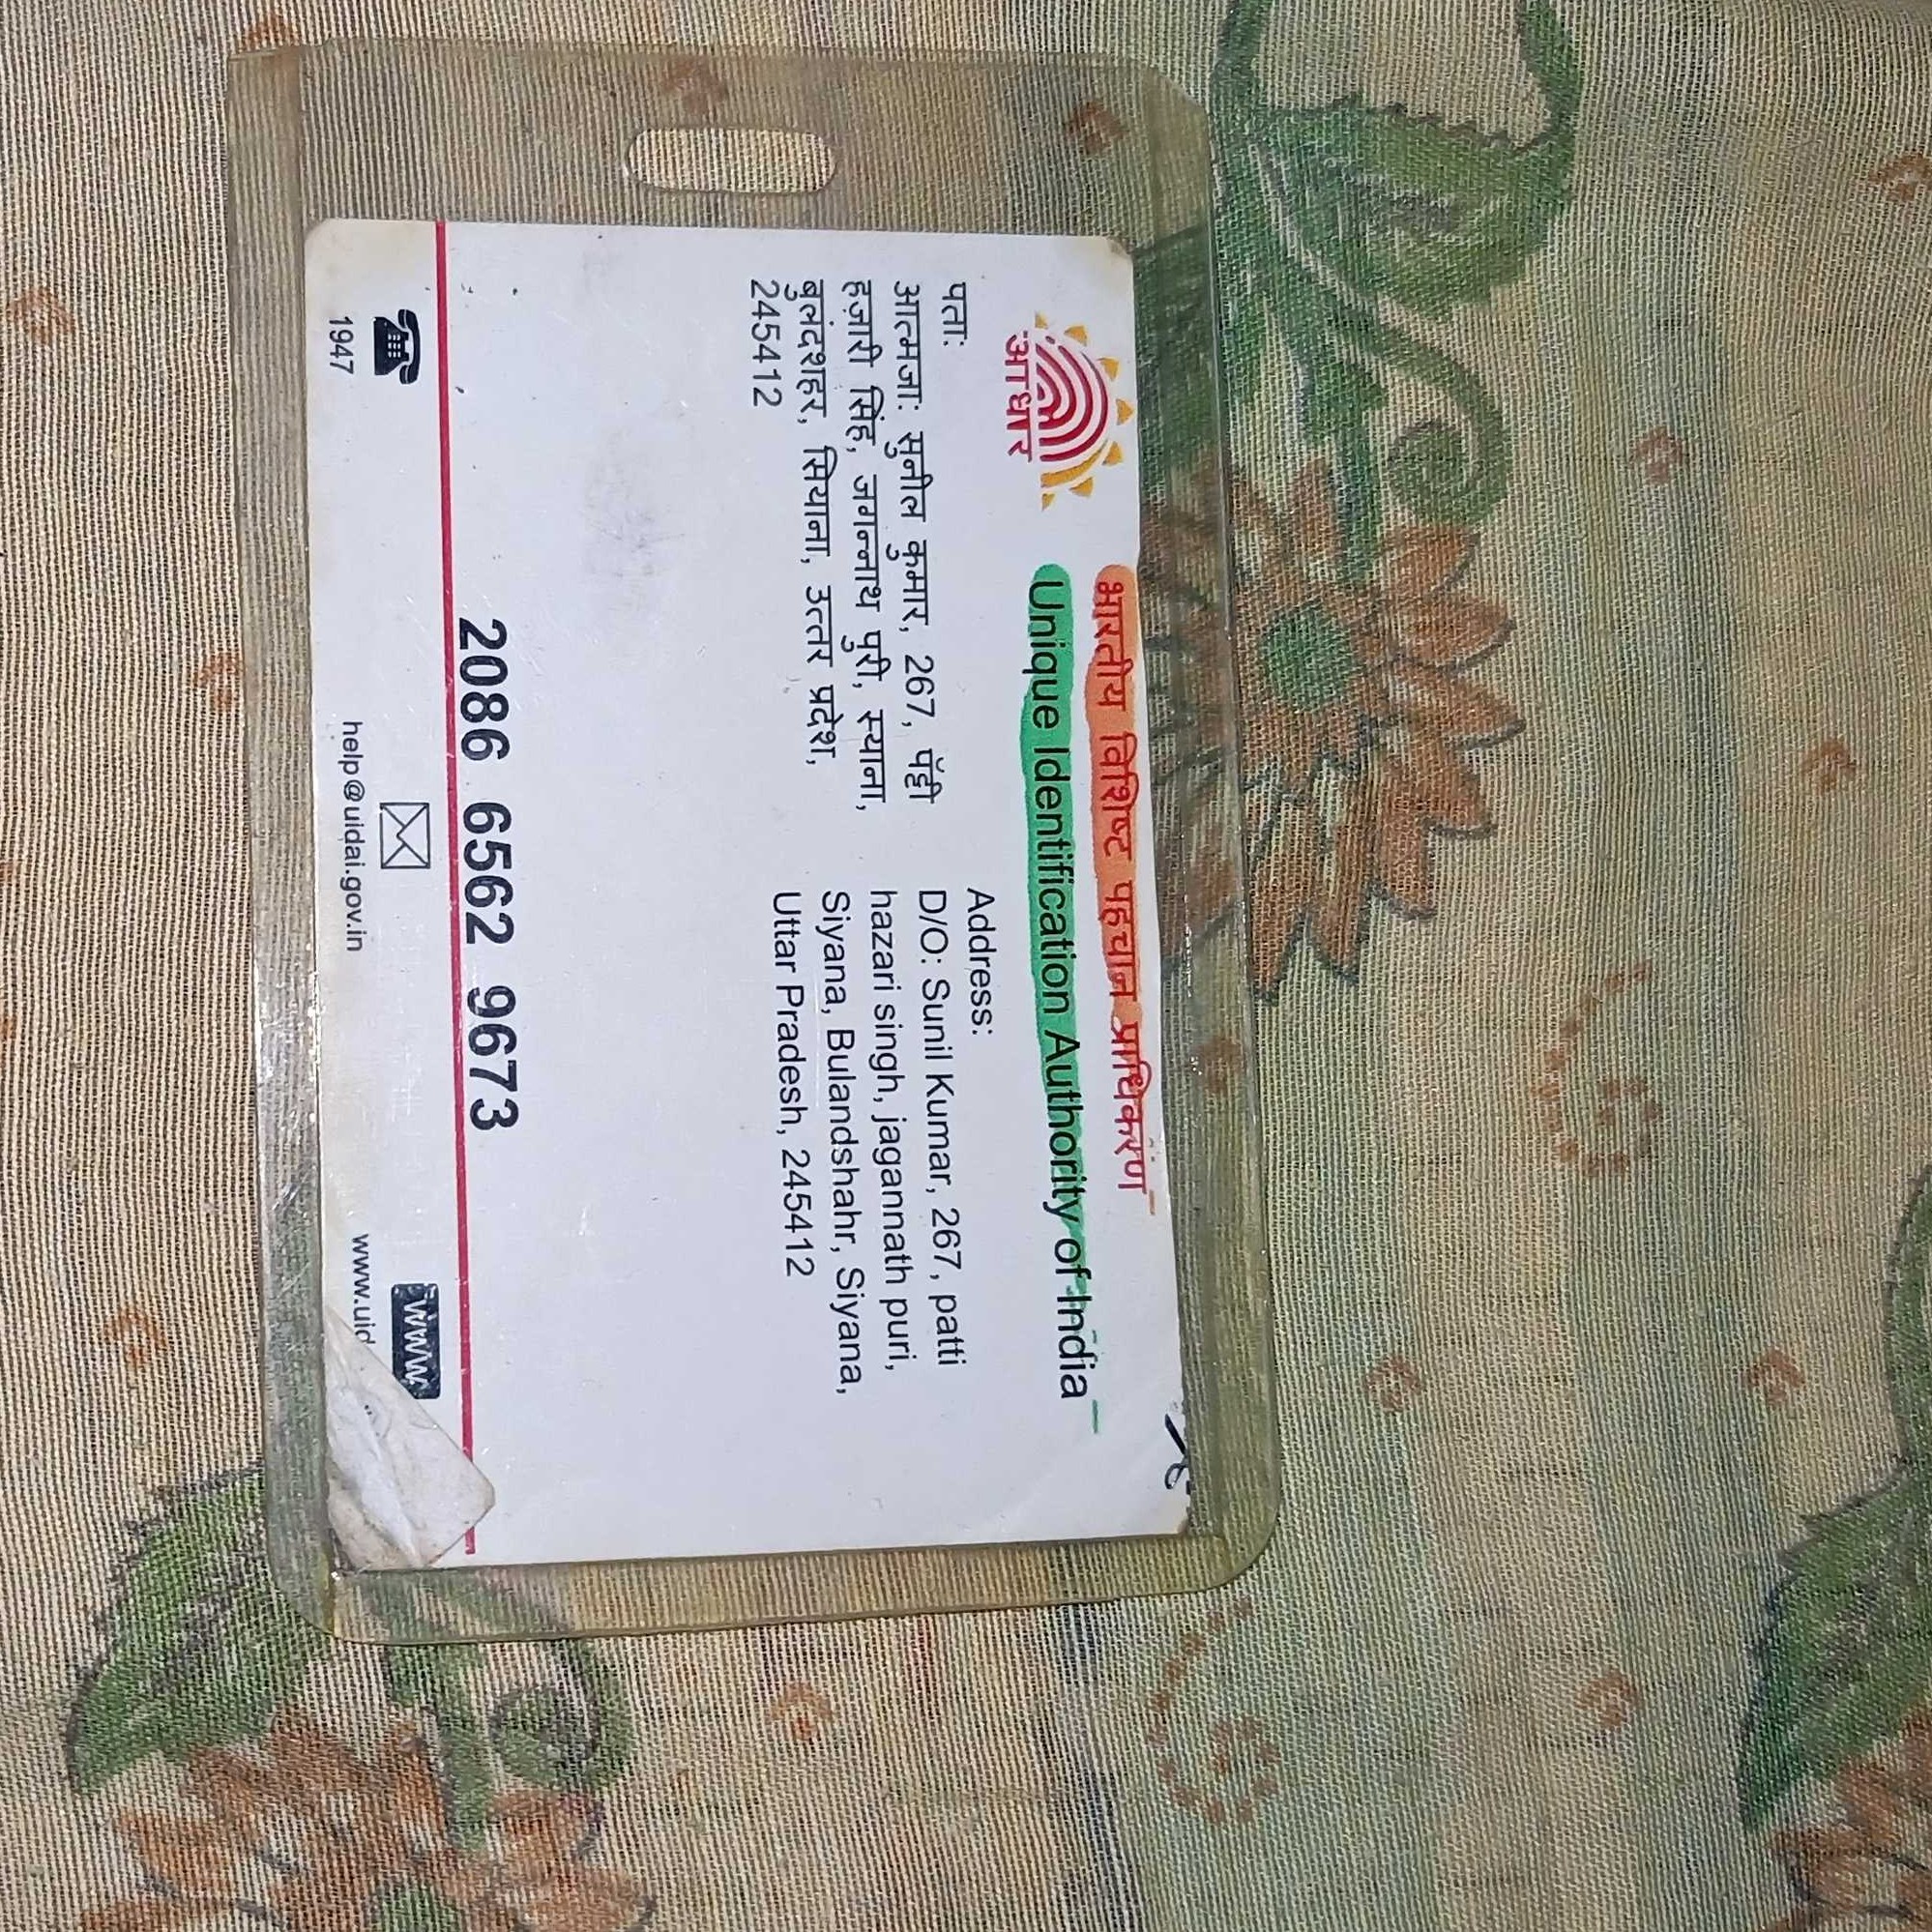 भारतीय विशिष्ट पहचान प्राधिकरण
Unique Identification Authority of India
आधार
पता:
आत्मजा: सुनील कुमार, 267, पॅट्टी
हज़ारी सिंह, जगन्नाथ पुरी, स्याना,
बुलंदशहर, सियाना, उत्तर प्रदेश,
245412
Address:
D/O: Sunil Kumar, 267, patti
hazari singh, jagannath puri,
Siyana, Bulandshahr, Siyana,
Uttar Pradesh, 245412
2086 6562 9673
1947
help@uidai.gov.in
www
www.uid